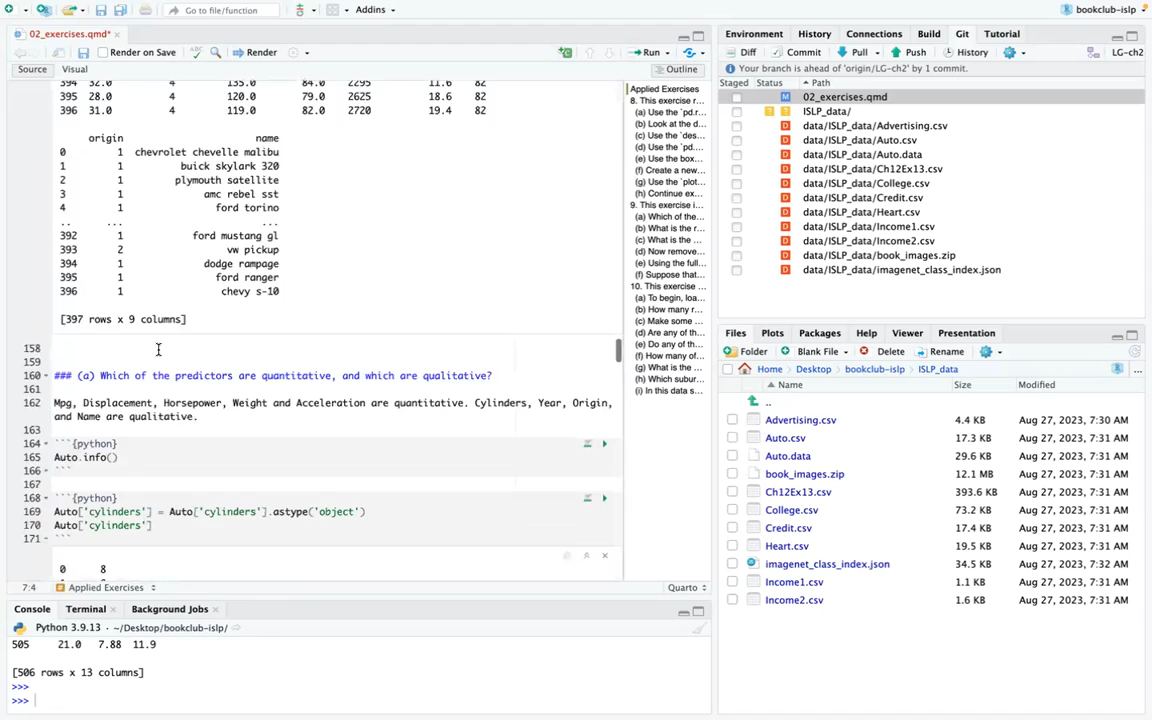 Go to file/function
Addins
bookclub-islp
02_exercises.qmd*
Render on Save
Render
Run
Source
Visual
Outline
394 32.0 4 135.0 84.0 2295 11.6 82
395 28.0 4 120.0 79.0 2625 18.6 82
396 31.0 4 119.0 82.0 2720 19.4 82
origin name
0 1 chevrolet chevelle malibu
1 1 buick skylark 320
2 1 plymouth satellite
3 1 amc rebel sst
4 1 ford torino
.. ... ...
392 1 ford mustang gl
393 2 vw pickup
394 1 dodge rampage
395 1 ford ranger
396 1 chevy s-10
[397 rows x 9 columns]
158
159
160 ### (a) Which of the predictors are quantitative, and which are qualitative?
161
162 Mpg, Displacement, Horsepower, Weight and Acceleration are quantitative. Cylinders, Year, Origin,
and Name are qualitative.
163
164 ```{python}
165 Auto.info()
166 ```
167
168 ```{python}
169 Auto['cylinders'] = Auto['cylinders'].astype('object')
170 Auto['cylinders']
171 ```
0 8
7:4 Applied Exercises
Quarto
Applied Exercises
8. This exercise r...
(a) Use the `pd.r...
(b) Look at the d...
(c) Use the `des...
(d) Use the `pd....
(e) Use the box...
(f) Create a new...
(g) Use the `plot...
(h) Continue ex...
9. This exercise i...
(a) Which of the...
(b) What is the r...
(c) What is the ...
(d) Now remove...
(e) Using the full...
(f) Suppose that...
10. This exercise ...
(a) To begin, loa...
(b) How many r...
(c) Make some ...
(d) Are any of th...
(e) Do any of th...
(f) How many of...
(g) What is the ...
(h) Which subur...
(i) In this data s...
Console
Terminal
Background Jobs
Python 3.9.13 · ~/Desktop/bookclub-islp/
505 21.0 7.88 11.9
[506 rows x 13 columns]
>>>
>>>
Environment
History
Connections
Build
Git
Tutorial
Diff
Commit
Pull
Push
History
LG-ch2
Your branch is ahead of 'origin/LG-ch2' by 1 commit.
Staged Status Path
M 02_exercises.qmd
? ? ISLP_data/
D data/ISLP_data/Advertising.csv
D data/ISLP_data/Auto.csv
D data/ISLP_data/Auto.data
D data/ISLP_data/Ch12Ex13.csv
D data/ISLP_data/College.csv
D data/ISLP_data/Credit.csv
D data/ISLP_data/Heart.csv
D data/ISLP_data/Income1.csv
D data/ISLP_data/Income2.csv
D data/ISLP_data/book_images.zip
D data/ISLP_data/imagenet_class_index.json
Files
Plots
Packages
Help
Viewer
Presentation
Folder
Blank File
Delete
Rename
Home
Desktop
bookclub-islp
ISLP_data
...
Name Size Modified
..
Advertising.csv 4.4 KB Aug 27, 2023, 7:30 AM
Auto.csv 17.3 KB Aug 27, 2023, 7:31 AM
Auto.data 29.6 KB Aug 27, 2023, 7:31 AM
book_images.zip 12.1 MB Aug 27, 2023, 7:31 AM
Ch12Ex13.csv 393.6 KB Aug 27, 2023, 7:31 AM
College.csv 73.2 KB Aug 27, 2023, 7:31 AM
Credit.csv 17.4 KB Aug 27, 2023, 7:31 AM
Heart.csv 19.5 KB Aug 27, 2023, 7:31 AM
imagenet_class_index.json 34.5 KB Aug 27, 2023, 7:32 AM
Income1.csv 1.1 KB Aug 27, 2023, 7:31 AM
Income2.csv 1.6 KB Aug 27, 2023, 7:31 AM